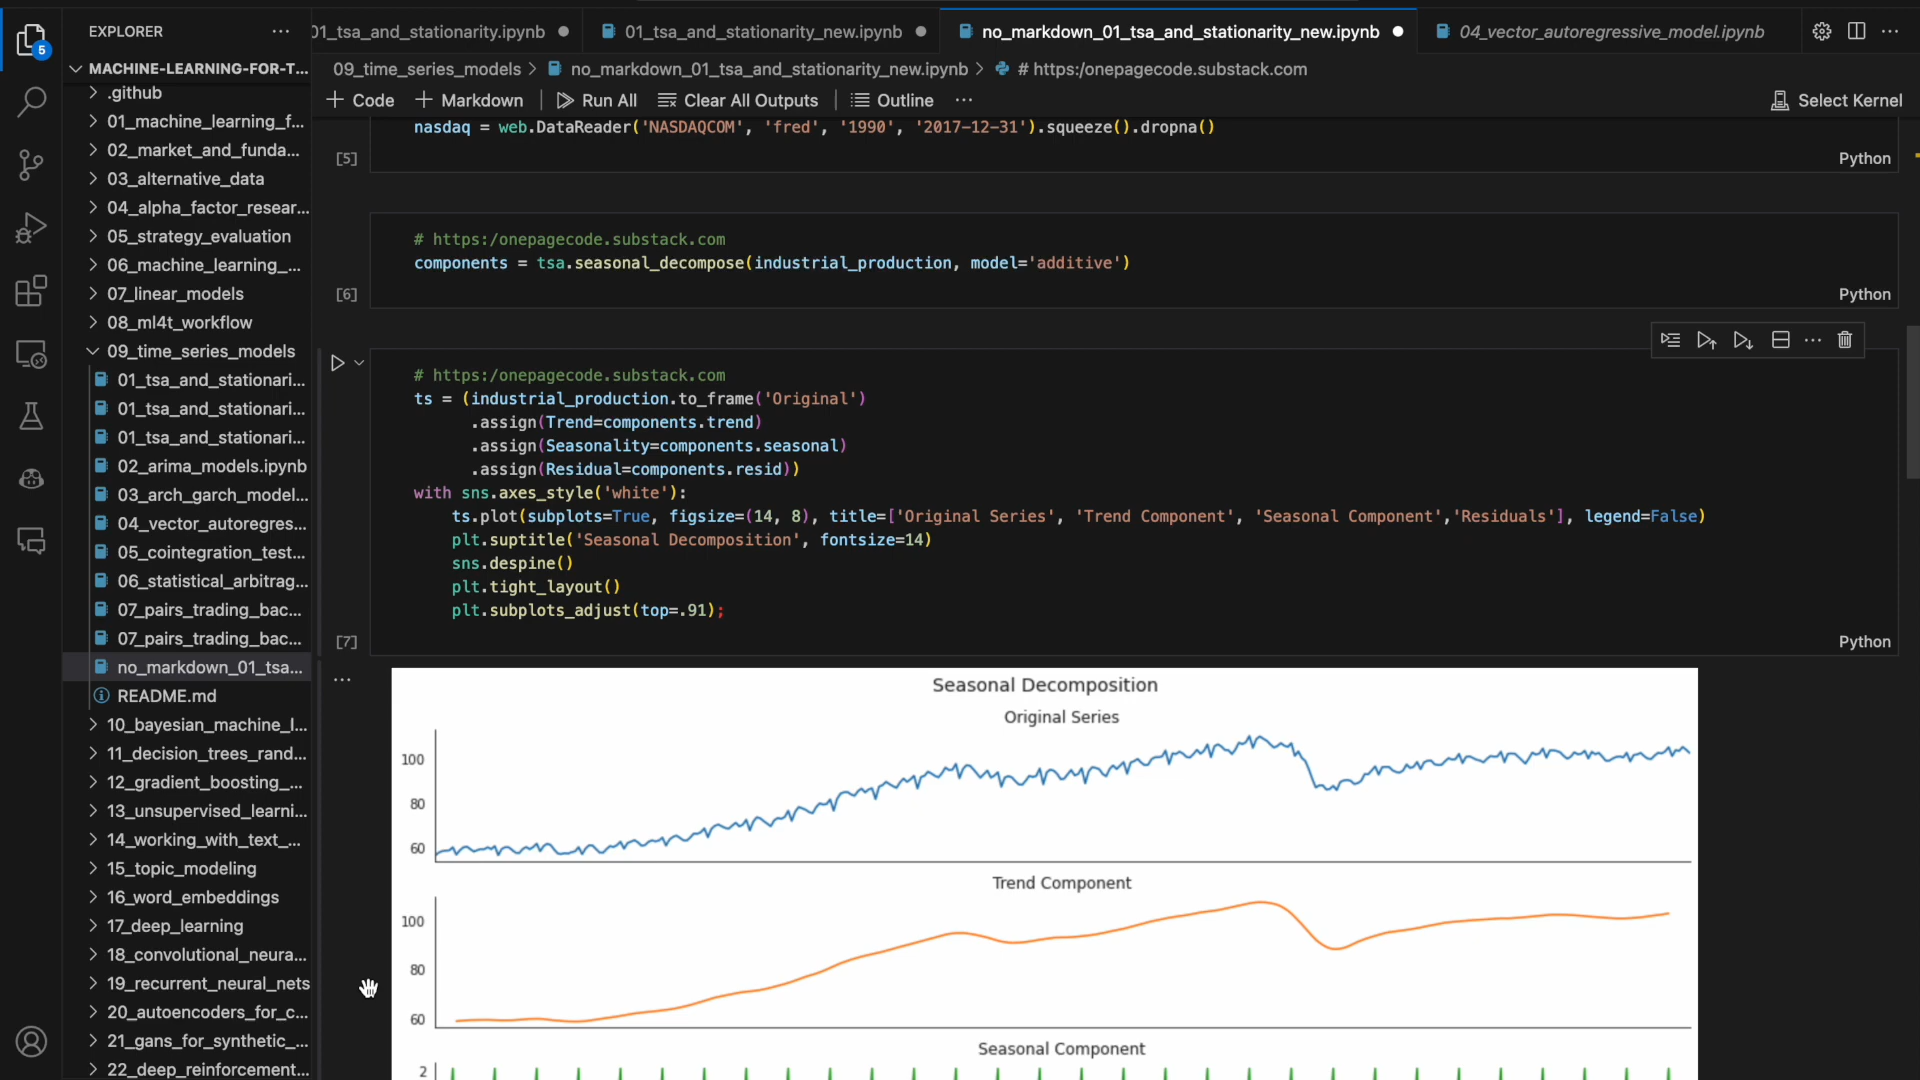 EXPLORER
01_tsa_and_stationarity.ipynb
01_tsa_and_stationarity_new.ipynb
no_markdown_01_tsa_and_stationarity_new.ipynb
04_vector_autoregressive_model.ipynb
5
MACHINE-LEARNING-FOR-T...
09_time_series_models > no_markdown_01_tsa_and_stationarity_new.ipynb > # https:/onepagecode.substack.com
+ Code + Markdown Run All Clear All Outputs Outline ...
Select Kernel
.github
01_machine_learning_f...
02_market_and_funda...
03_alternative_data
04_alpha_factor_resear...
05_strategy_evaluation
06_machine_learning_...
07_linear_models
08_ml4t_workflow
09_time_series_models
01_tsa_and_stationari...
01_tsa_and_stationari...
01_tsa_and_stationari...
02_arima_models.ipynb
03_arch_garch_model...
04_vector_autoregres...
05_cointegration_test...
06_statistical_arbitrag...
07_pairs_trading_bac...
07_pairs_trading_bac...
no_markdown_01_tsa...
README.md
10_bayesian_machine_l...
11_decision_trees_rand...
12_gradient_boosting_...
13_unsupervised_learni...
14_working_with_text_...
15_topic_modeling
16_word_embeddings
17_deep_learning
18_convolutional_neura...
19_recurrent_neural_nets
20_autoencoders_for_c...
21_gans_for_synthetic_...
22_deep_reinforcement...
nasdaq = web.DataReader('NASDAQCOM', 'fred', '1990', '2017-12-31').squeeze().dropna()
[5]
Python
# https:/onepagecode.substack.com
components = tsa.seasonal_decompose(industrial_production, model='additive')
[6]
Python
# https:/onepagecode.substack.com
ts = (industrial_production.to_frame('Original')
.assign(Trend=components.trend)
.assign(Seasonality=components.seasonal)
.assign(Residual=components.resid))
with sns.axes_style('white'):
ts.plot(subplots=True, figsize=(14, 8), title=['Original Series', 'Trend Component', 'Seasonal Component','Residuals'], legend=False)
plt.suptitle('Seasonal Decomposition', fontsize=14)
sns.despine()
plt.tight_layout()
plt.subplots_adjust(top=.91);
[7]
Python
Seasonal Decomposition
Original Series
100
80
60
Trend Component
100
80
60
Seasonal Component
2